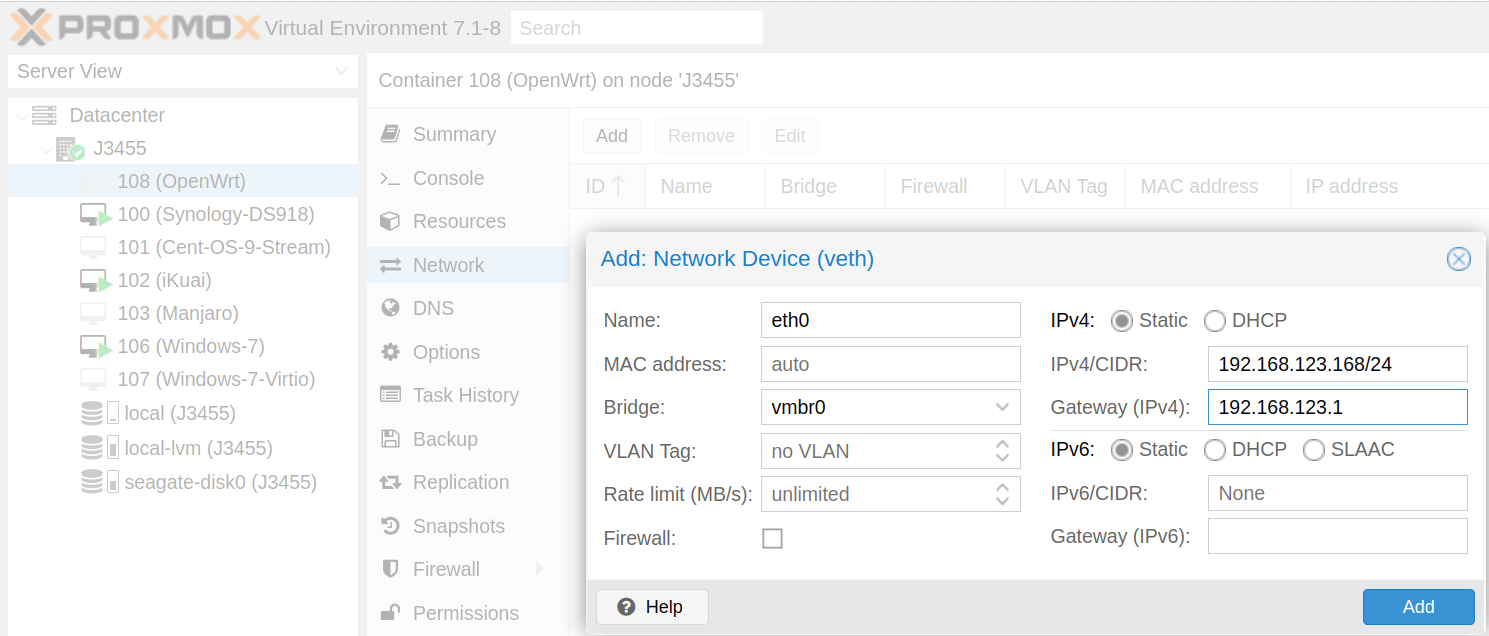 PROXMOX Virtual Environment 7.1-8 Search
Server View
Datacenter
J3455
108 (OpenWrt)
100 (Synology-DS918)
101 (Cent-OS-9-Stream)
102 (iKuai)
103 (Manjaro)
106 (Windows-7)
107 (Windows-7-Virtio)
local (J3455)
local-lvm (J3455)
seagate-disk0 (J3455)
Container 108 (OpenWrt) on node 'J3455'
Summary
Console
Resources
Network
DNS
Options
Task History
Backup
Replication
Snapshots
Firewall
Permissions
Add Remove Edit
ID Name Bridge Firewall VLAN Tag MAC address IP address
Add: Network Device (veth)
Name: eth0
MAC address: auto
Bridge: vmbr0
VLAN Tag: no VLAN
Rate limit (MB/s): unlimited
Firewall:
IPv4: Static DHCP
IPv4/CIDR: 192.168.123.168/24
Gateway (IPv4): 192.168.123.1
IPv6: Static DHCP SLAAC
IPv6/CIDR: None
Gateway (IPv6):
Help Add